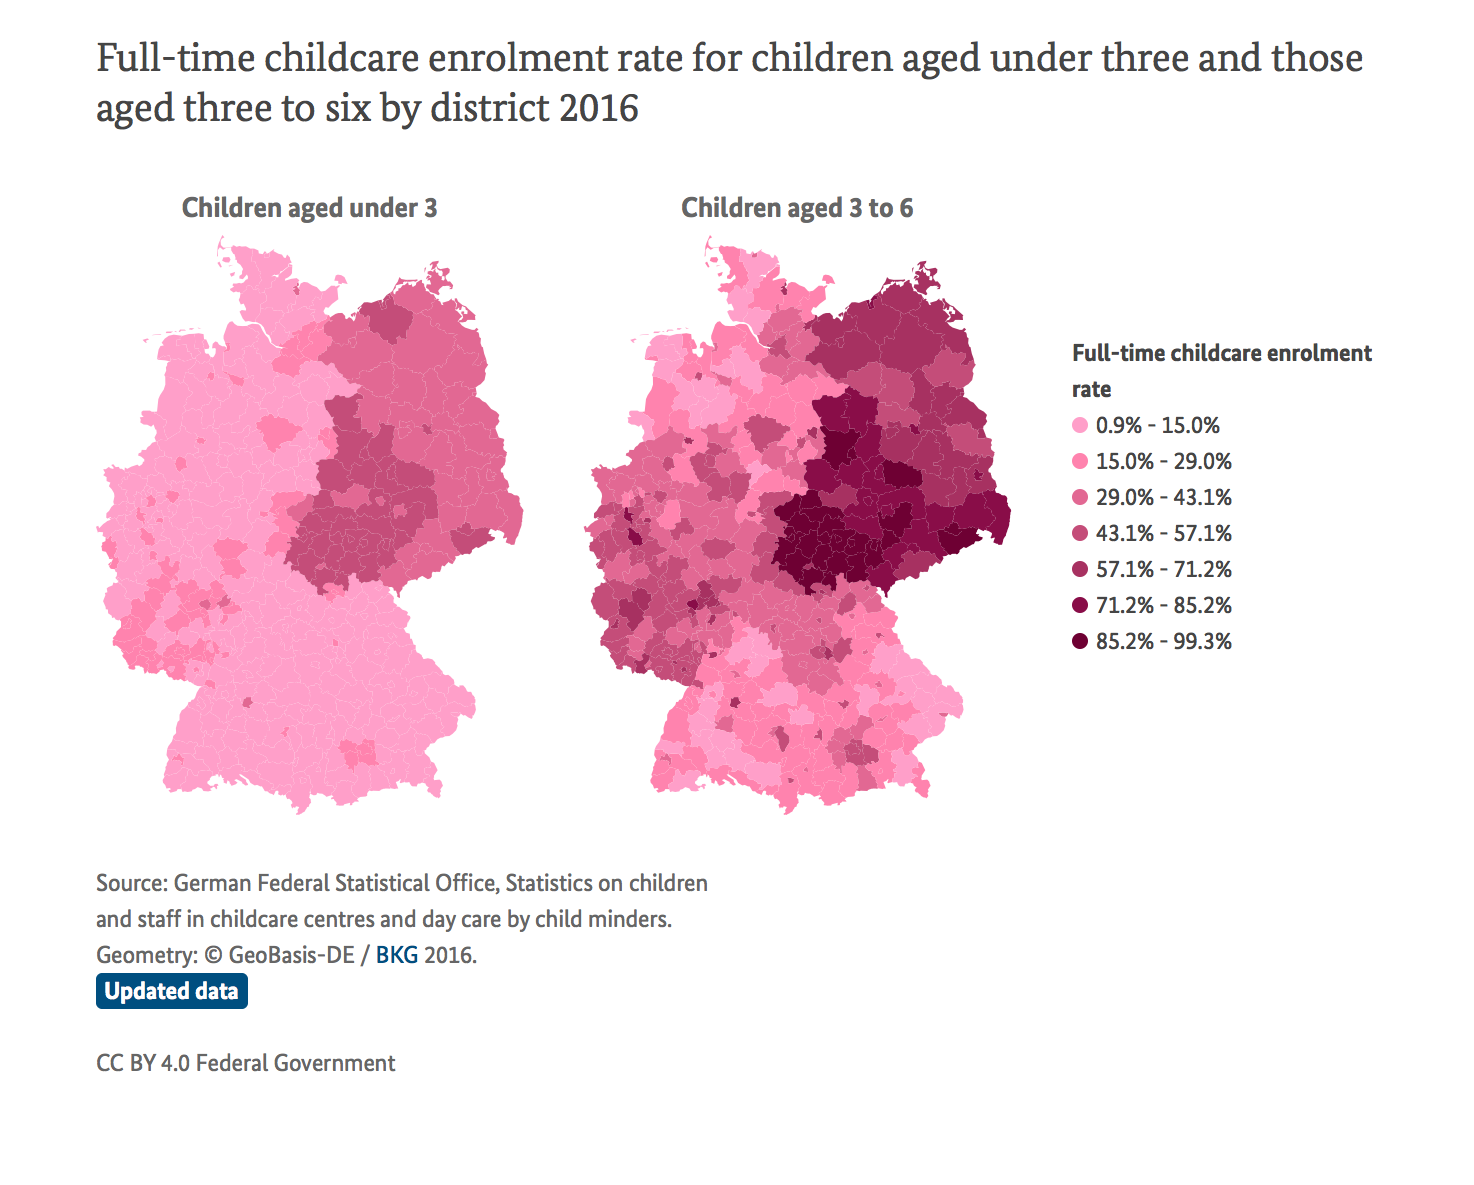 Full-time childcare enrolment rate for children aged under three and those
aged three to six by district 2016
Children aged under 3
Children aged 3 to 6
Full-time childcare enrolment
rate
0.9% - 15.0%
15.0% - 29.0%
29.0% - 43.1%
43.1% - 57.1%
57.1% - 71.2%
71.2% - 85.2%
85.2% - 99.3%
Source: German Federal Statistical Office, Statistics on children
and staff in childcare centres and day care by child minders.
Geometry: © GeoBasis-DE / BKG 2016.
Updated data
CC BY 4.0 Federal Government